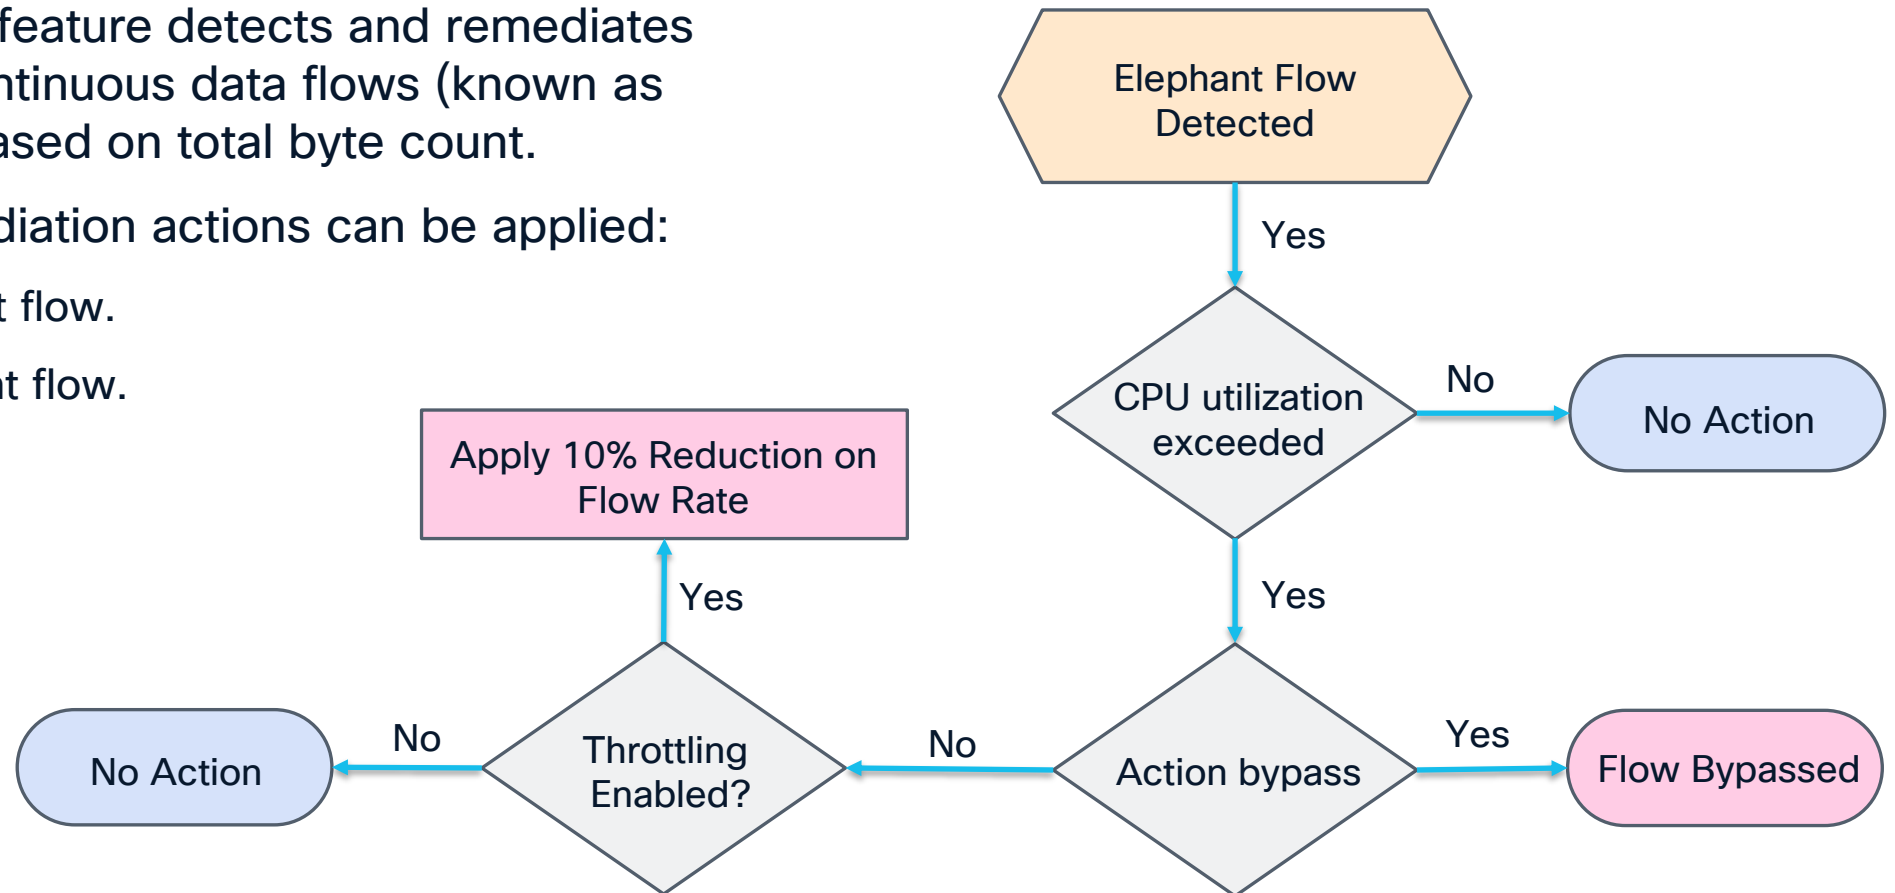 feature detects and remediates
ntinuous data flows (known as
ased on total byte count.
diation actions can be applied:
t flow.
nt flow.
Elephant Flow
Detected
Yes
CPU utilization
exceeded
No
No Action
Apply 10% Reduction on
Flow Rate
Yes
Yes
No Action
No
Throttling
Enabled?
No
Action bypass
Yes
Flow Bypassed